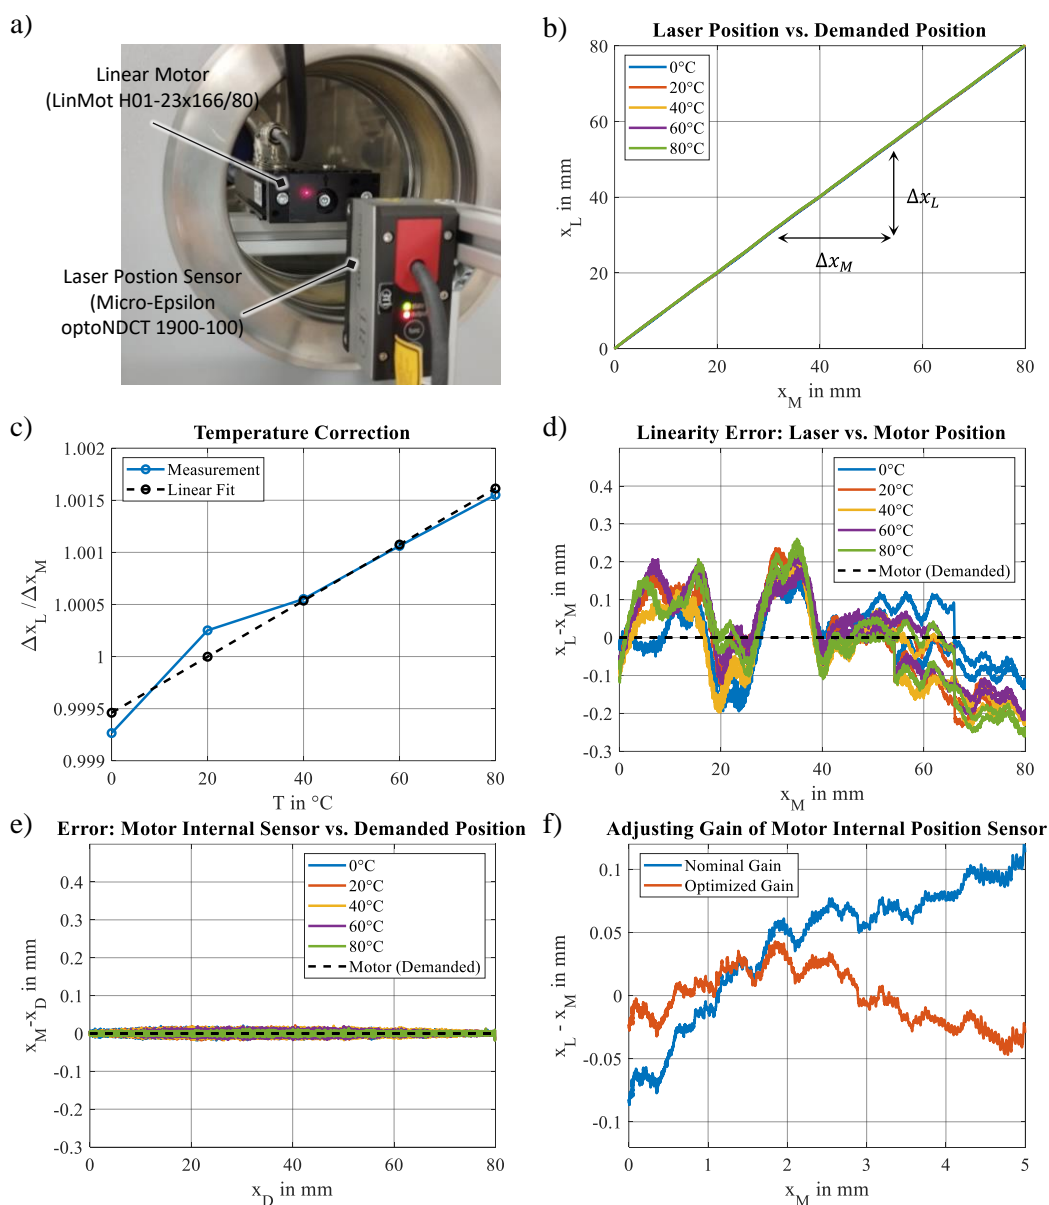 a)
Linear Motor
(LinMot H01-23x166/80)
Laser Postion Sensor
(Micro-Epsilon
optoNDCT 1900-100)
b)
Laser Position vs. Demanded Position
80
60
40
20
0
x_L in mm
0°C
20°C
40°C
60°C
80°C
Δx_L
Δx_M
0 20 40 60 80
x_M in mm
c)
Temperature Correction
1.002
1.0015
1.001
1.0005
1
0.9995
0.999
Δx_L / Δx_M
Measurement
Linear Fit
0 20 40 60 80
T in °C
d)
Linearity Error: Laser vs. Motor Position
0.4
0.3
0.2
0.1
0
-0.1
-0.2
-0.3
x_L-x_M in mm
0°C
20°C
40°C
60°C
80°C
Motor (Demanded)
0 20 40 60 80
x_M in mm
e)
Error: Motor Internal Sensor vs. Demanded Position
0.4
0.3
0.2
0.1
0
-0.1
-0.2
-0.3
x_M-x_D in mm
0°C
20°C
40°C
60°C
80°C
Motor (Demanded)
0 20 40 60 80
x_D in mm
f)
Adjusting Gain of Motor Internal Position Sensor
0.1
0.05
0
-0.05
-0.1
x_L - x_M in mm
Nominal Gain
Optimized Gain
0 1 2 3 4 5
x_M in mm